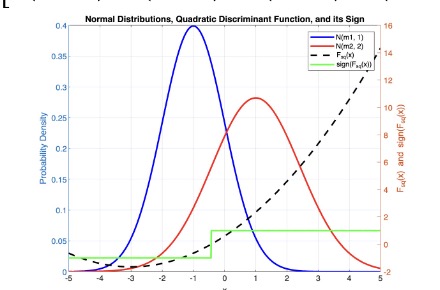 Normal Distributions, Quadratic Discriminant Function, and its Sign
Probability Density
0.4
0.35
0.3
0.25
0.2
0.15
0.1
0.05
0
-5 -4 -3 -2 -1 0 1 2 3 4 5
16
14
12
10
8
6
4
2
0
-2
F_sq(x) and sign(F_sq(x))
N(m1, 1)
N(m2, 2)
F_sq(x)
sign(F_sq(x))